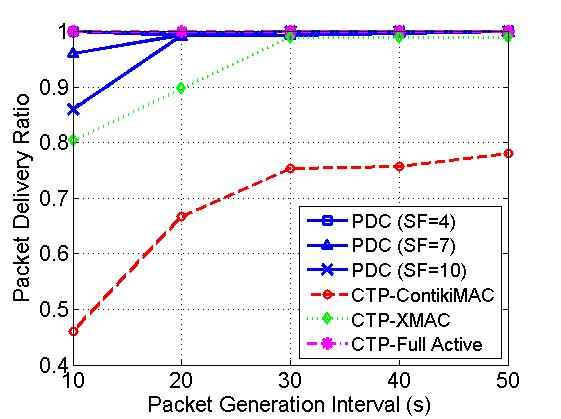 1
0.9
0.8
0.7
0.6
0.5
0.4
Packet Delivery Ratio
PDC (SF=4)
PDC (SF=7)
PDC (SF=10)
CTP-ContikiMAC
CTP-XMAC
CTP-Full Active
10 20 30 40 50
Packet Generation Interval (s)